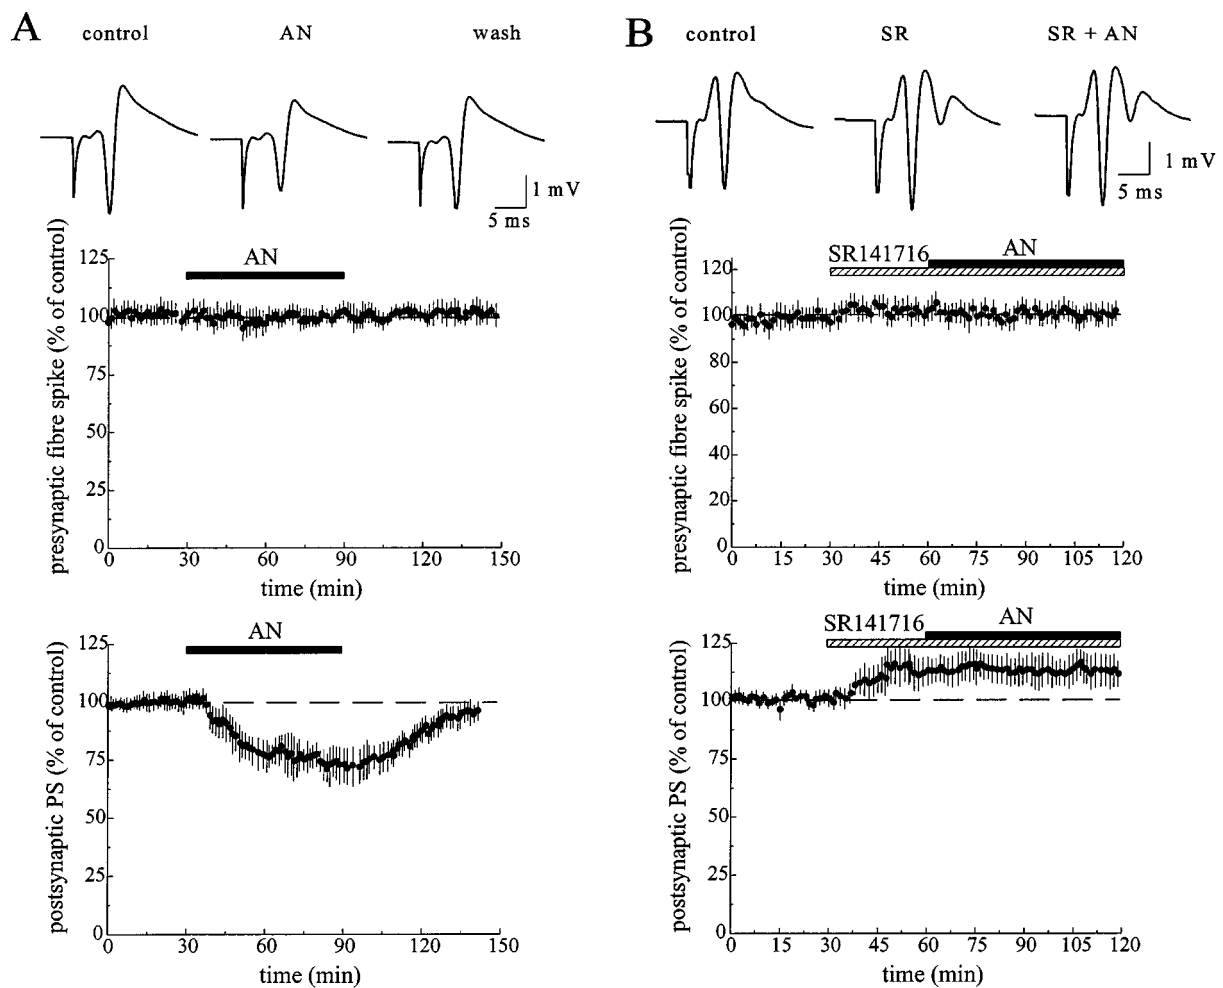 A
control AN wash
1 mV
5 ms
presynaptic fibre spike (% of control)
125
100
75
50
25
0
AN
0 30 60 90 120 150
time (min)
postsynaptic PS (% of control)
125
100
75
50
25
0
AN
0 30 60 90 120 150
time (min)
B
control SR SR + AN
1 mV
5 ms
presynaptic fibre spike (% of control)
120
100
80
60
40
20
0
SR141716 AN
0 15 30 45 60 75 90 105 120
time (min)
postsynaptic PS (% of control)
125
100
75
50
25
0
SR141716 AN
0 15 30 45 60 75 90 105 120
time (min)